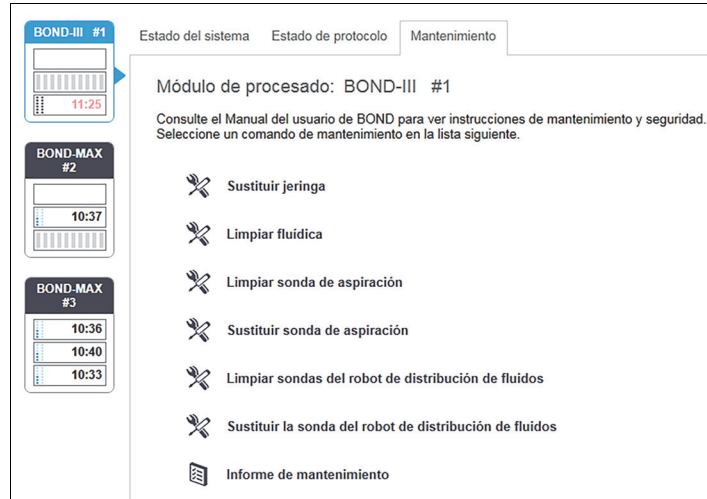 BOND-III #1
11:25
BOND-MAX
#2
10:37
BOND-MAX
#3
10:36
10:40
10:33
Estado del sistema Estado de protocolo Mantenimiento
Módulo de procesado: BOND-III #1
Consulte el Manual del usuario de BOND para ver instrucciones de mantenimiento y seguridad.
Seleccione un comando de mantenimiento en la lista siguiente.
Sustituir jeringa
Limpiar fluídica
Limpiar sonda de aspiración
Sustituir sonda de aspiración
Limpiar sondas del robot de distribución de fluidos
Sustituir la sonda del robot de distribución de fluidos
Informe de mantenimiento